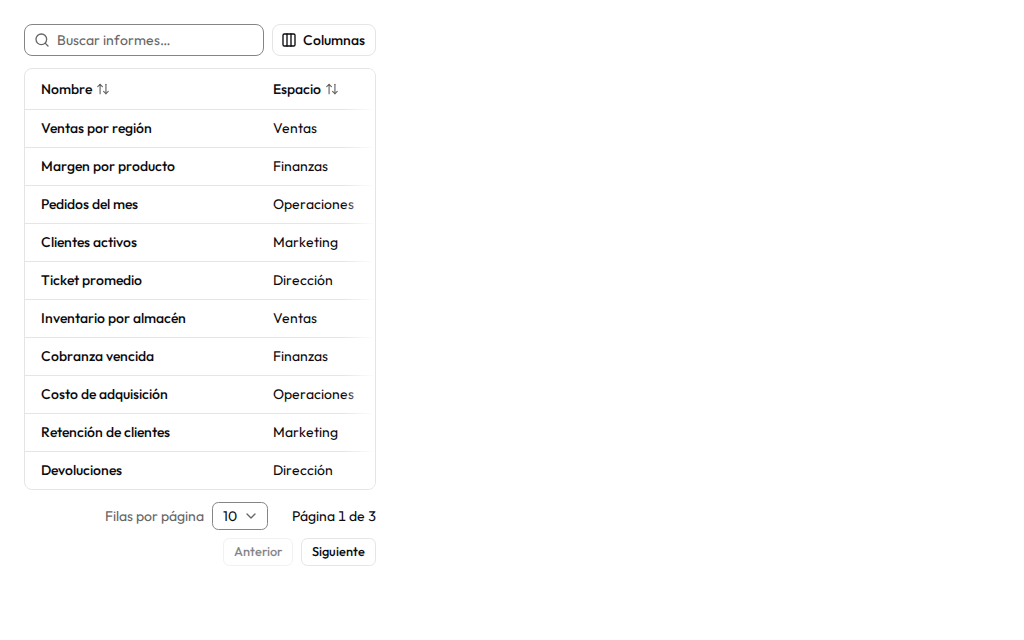 Buscar informes… Columnas
Nombre Espacio
Ventas por región Ventas
Margen por producto Finanzas
Pedidos del mes Operaciones
Clientes activos Marketing
Ticket promedio Dirección
Inventario por almacén Ventas
Cobranza vencida Finanzas
Costo de adquisición Operaciones
Retención de clientes Marketing
Devoluciones Dirección
Filas por página 10 Página 1 de 3
Anterior Siguiente